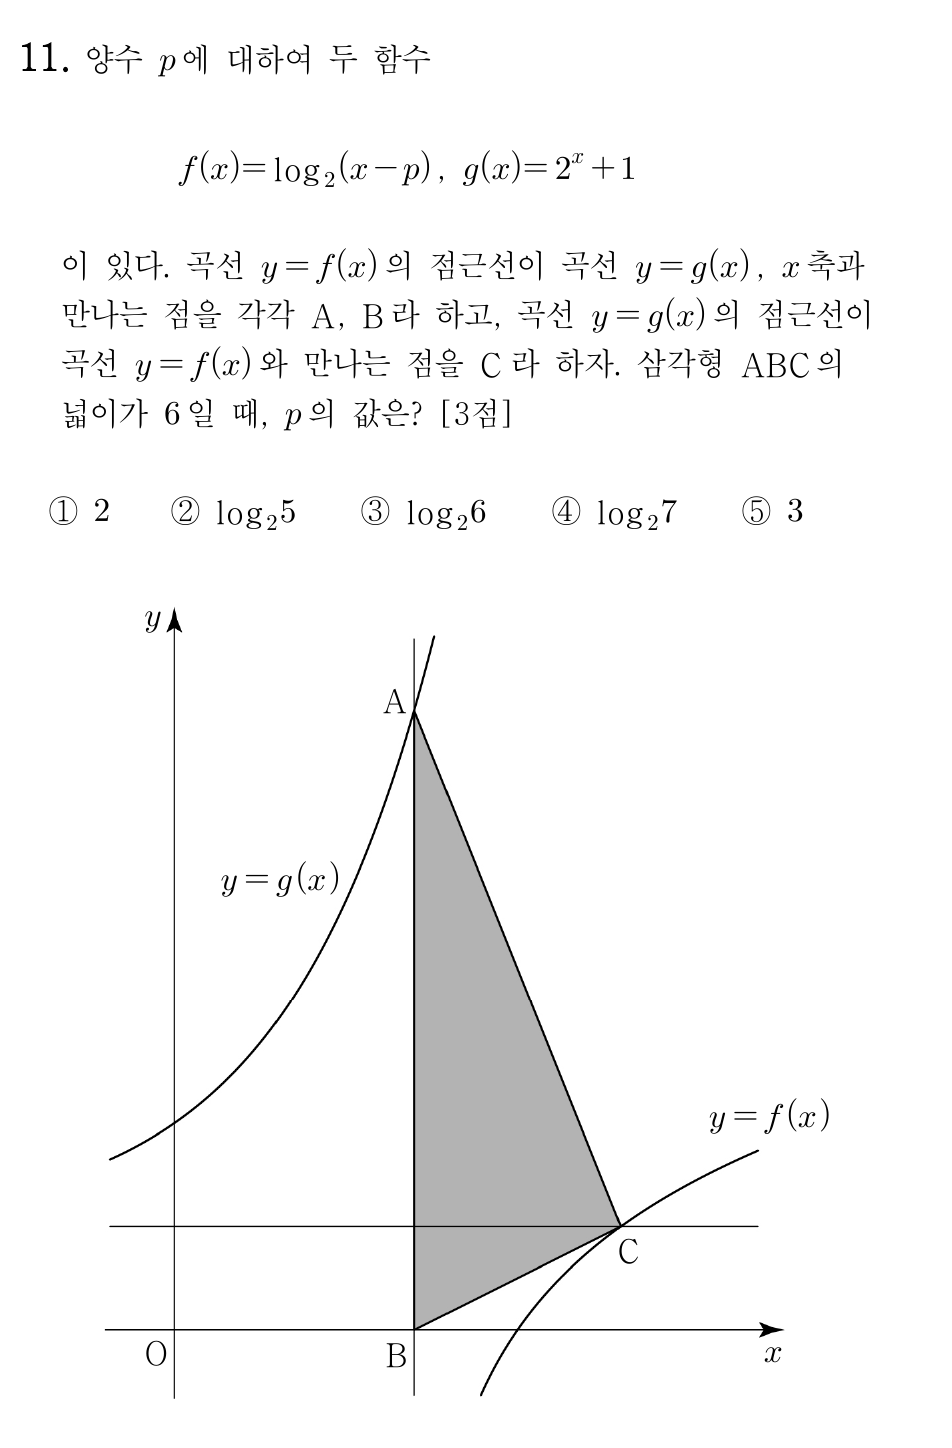 11. 양수 p에 대하여 두 함수
f(x)=log₂(x-p), g(x)=2ˣ+1
이 있다. 곡선 y=f(x)의 점근선이 곡선 y=g(x), x축과
만나는 점을 각각 A, B라 하고, 곡선 y=g(x)의 점근선이
곡선 y=f(x)와 만나는 점을 C라 하자. 삼각형 ABC의
넓이가 6일 때, p의 값은? [3점]
① 2 ② log₂5 ③ log₂6 ④ log₂7 ⑤ 3
y
A
y=g(x)
y=f(x)
C
O
B
x